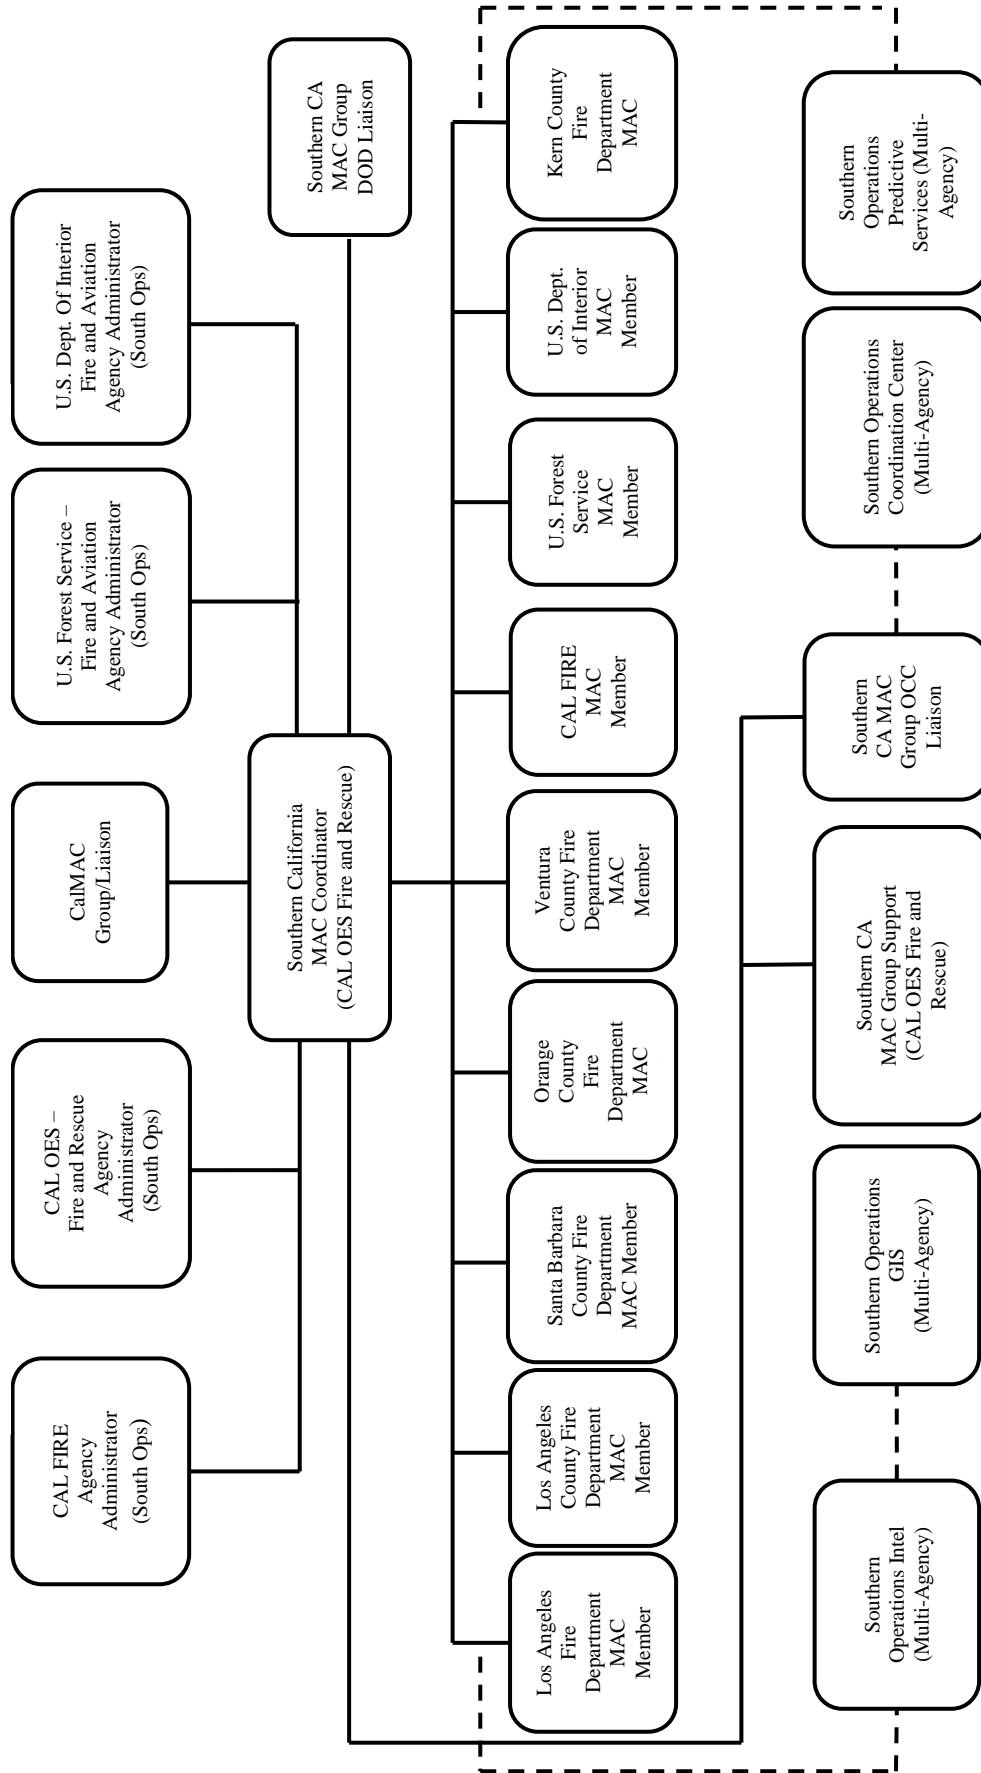 CAL FIRE
Agency
Administrator
(South Ops)
CAL OES –
Fire and Rescue
Agency
Administrator
(South Ops)
CalMAC
Group/Liaison
U.S. Forest Service –
Fire and Aviation
Agency Administrator
(South Ops)
U.S. Dept. Of Interior
Fire and Aviation
Agency Administrator
(South Ops)
Southern California
MAC Coordinator
(CAL OES Fire and Rescue)
Southern CA
MAC Group
DOD Liaison
Los Angeles
Fire
Department
MAC
Member
Los Angeles
County Fire
Department
MAC
Member
Santa Barbara
County Fire
Department
MAC Member
Orange
County
Fire
Department
MAC
Ventura
County Fire
Department
MAC
Member
CAL FIRE
MAC
Member
U.S. Forest
Service
MAC
Member
U.S. Dept.
of Interior
MAC
Member
Kern County
Fire
Department
MAC
Southern
Operations Intel
(Multi-Agency)
Southern Operations
GIS
(Multi-Agency)
Southern CA
MAC Group Support
(CAL OES Fire and
Rescue)
Southern
CA MAC
Group OCC
Liaison
Southern Operations
Coordination Center
(Multi-Agency)
Southern
Operations
Predictive
Services (Multi-
Agency)